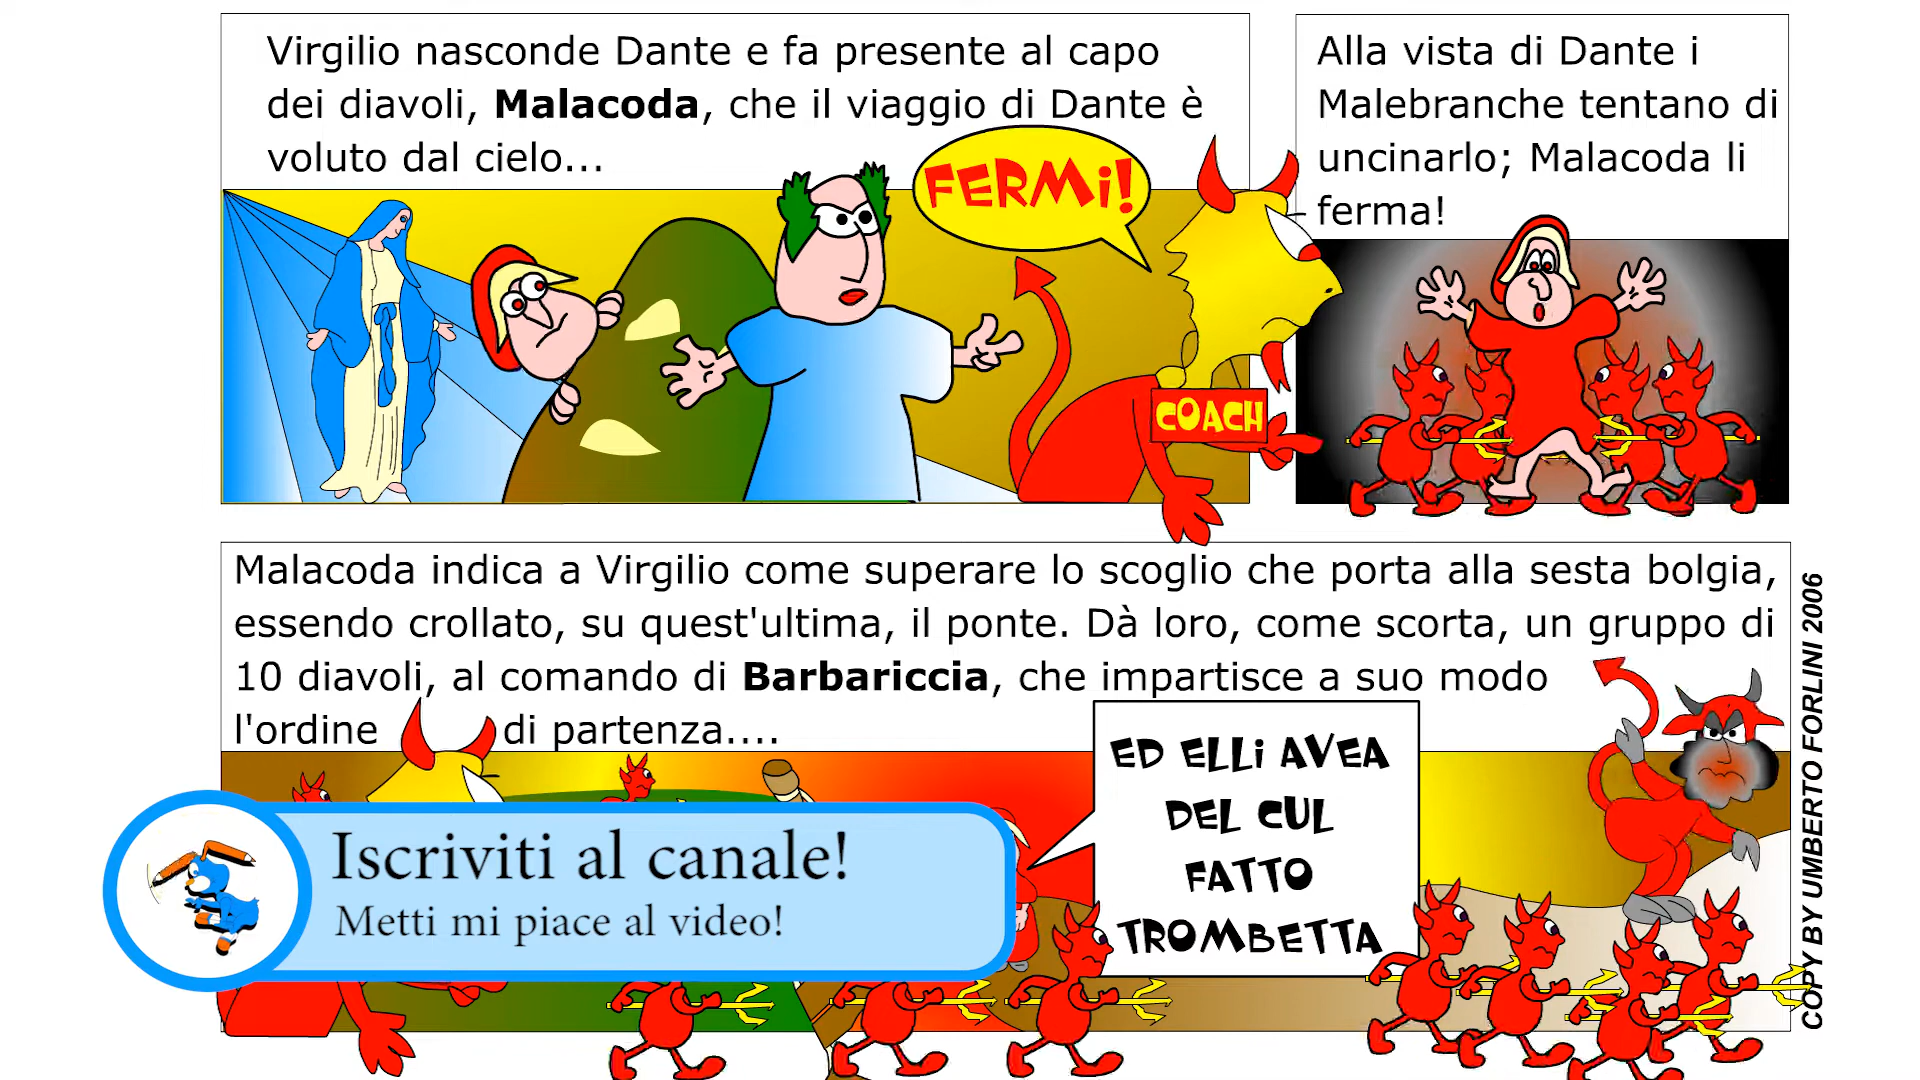 Virgilio nasconde Dante e fa presente al capo
dei diavoli, Malacoda, che il viaggio di Dante è
voluto dal cielo...
FERMI!
COACH
Alla vista di Dante i
Malebranche tentano di
uncinarlo; Malacoda li
ferma!
Malacoda indica a Virgilio come superare lo scoglio che porta alla sesta bolgia,
essendo crollato, su quest'ultima, il ponte. Dà loro, come scorta, un gruppo di
10 diavoli, al comando di Barbariccia, che impartisce a suo modo
l'ordine di partenza....
ED ELLI AVEA
DEL CUL
FATTO
TROMBETTA
Iscriviti al canale!
Metti mi piace al video!
COPY BY UMBERTO FORLINI 2006